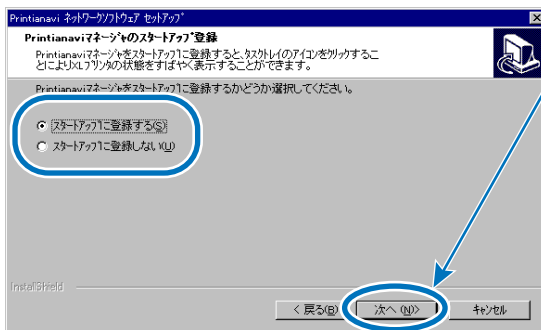 Printianavi ネットワークソフトウェア セットアップ
Printianaviマネージャのスタートアップ登録
Printianaviマネージャをスタートアップに登録すると、タスクトレイのアイコンをクリックするこ
とによりXLプリンタの状態をすばやく表示することができます。
Printianaviマネージャをスタートアップに登録するかどうか選択してください。
スタートアップに登録する(S)
スタートアップに登録しない(U)
InstallShield
< 戻る(B) 次へ (N)> キャンセル